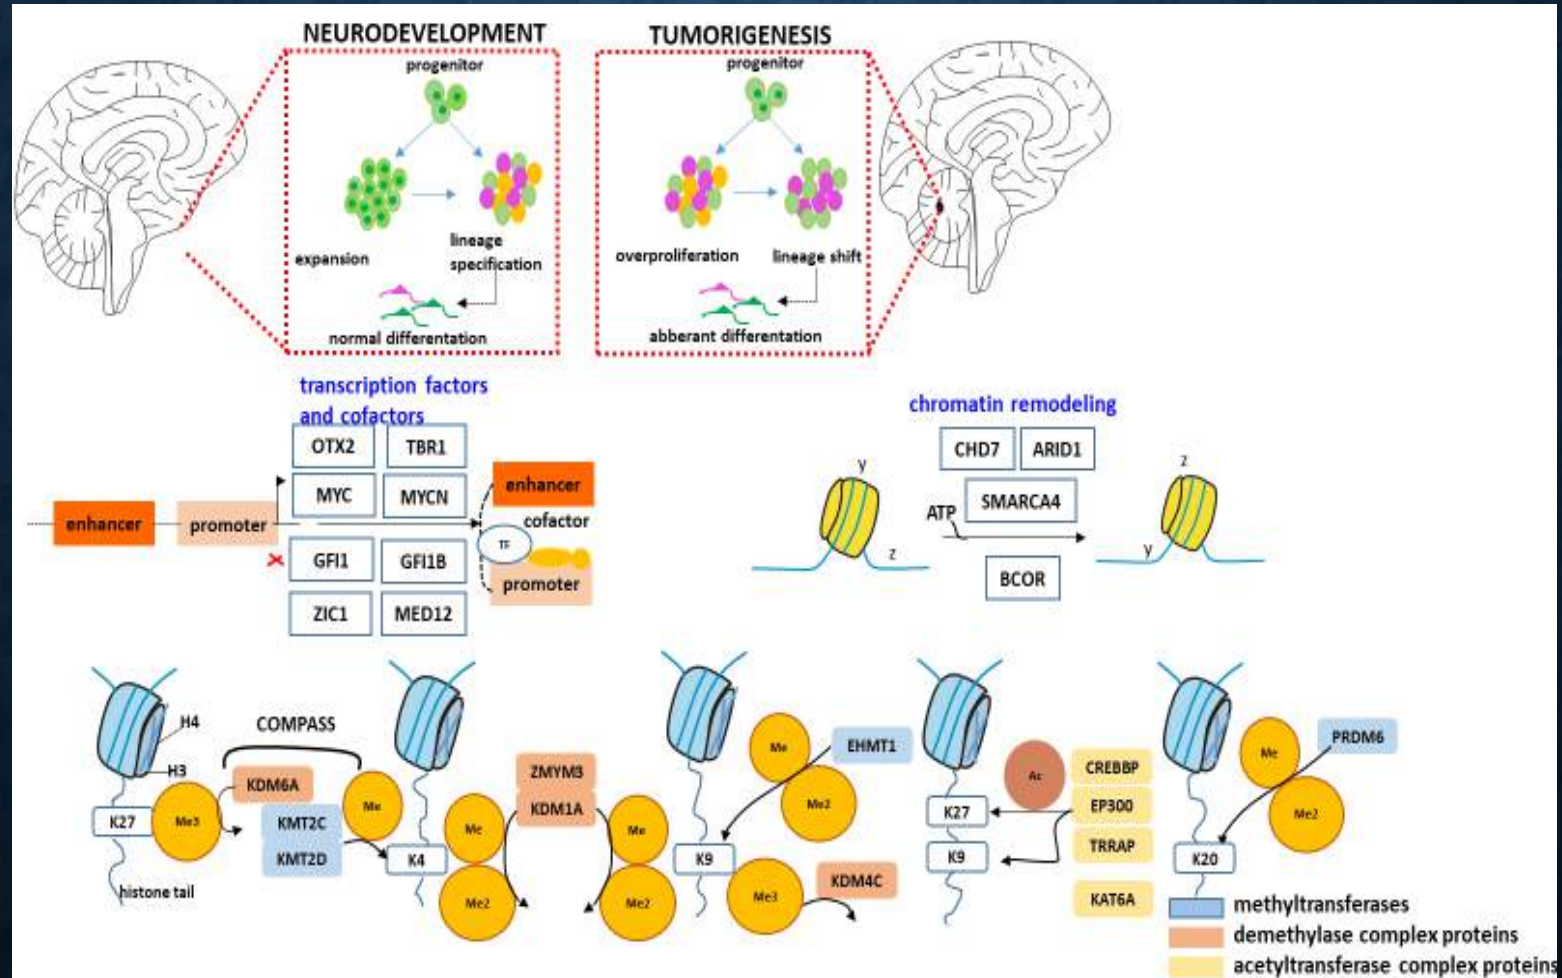 NEURODEVELOPMENT
progenitor
expansion
lineage
specification
normal differentation
TUMORIGENESIS
progenitor
overproliferation
lineage shift
abberant differentation
transcription factors
and cofactors
OTX2
TBR1
MYC
MYCN
enhancer
promoter
GFI1
GFI1B
ZIC1
MED12
enhancer
cofactor
TF
promoter
chromatin remodeling
CHD7
ARID1
SMARCA4
ATP
BCOR
y
z
z
y
H4
H3
COMPASS
KDM6A
K27
Me3
KMT2C
KMT2D
Me
K4
histone tail
ZMYM3
KDM1A
Me
Me2
Me
Me2
Me
EHMT1
Me2
K9
Me3
KDM4C
Ac
CREBBP
K27
EP300
K9
TRRAP
KAT6A
Me
PRDM6
Me2
K20
methyltransferases
demethylase complex proteins
acetyltransferase complex proteins